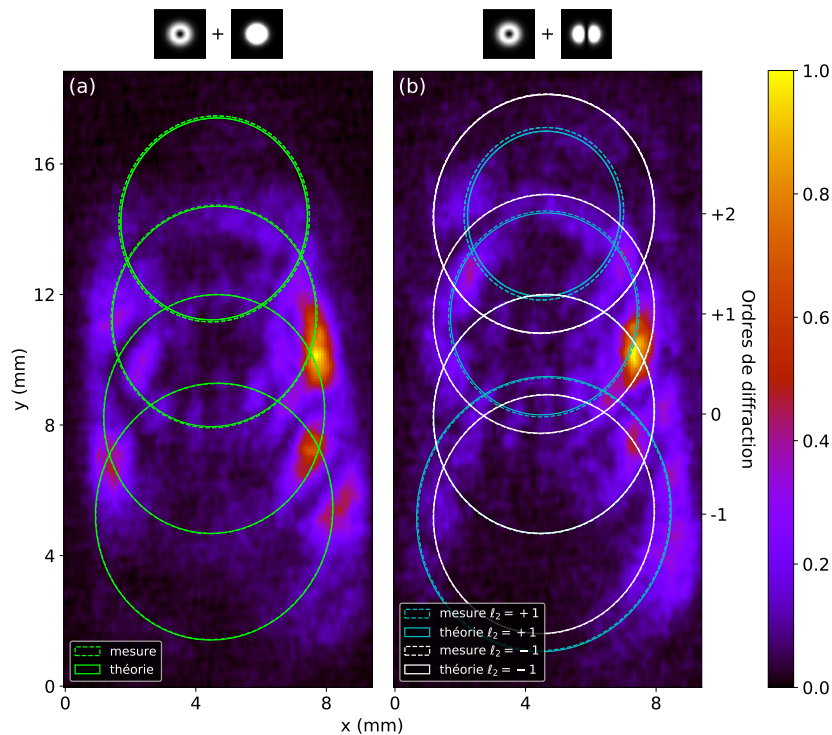 +
+
(a)
(b)
16
12
8
4
0
y (mm)
mesure
théorie
mesure ℓ₂ = +1
théorie ℓ₂ = +1
mesure ℓ₂ = −1
théorie ℓ₂ = −1
0
4
8
0
4
8
x (mm)
+2
+1
0
-1
Ordres de diffraction
1.0
0.8
0.6
0.4
0.2
0.0